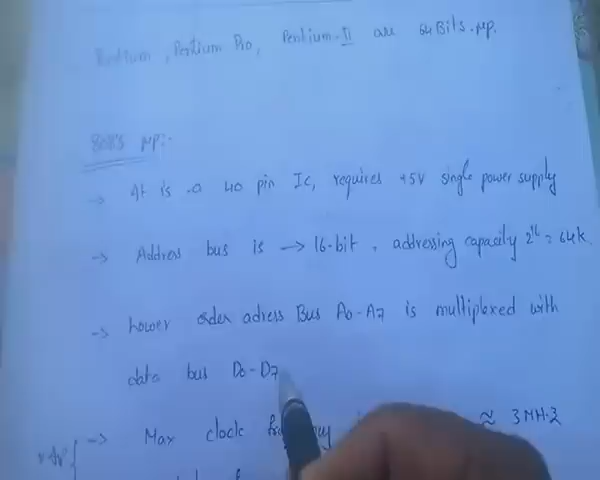 Pentium, Pentium Pro, Pentium-II are 64 Bits. μp.
8085 μp:-
→ It is a 40 pin Ic, requires +5V single power supply
→ Address bus is → 16-bit, addressing capacity 2^16 = 64k.
→ Lower order adress Bus A0-A7 is multiplexed with
data bus D0-D7
→ Max clock ≈ 3MHz